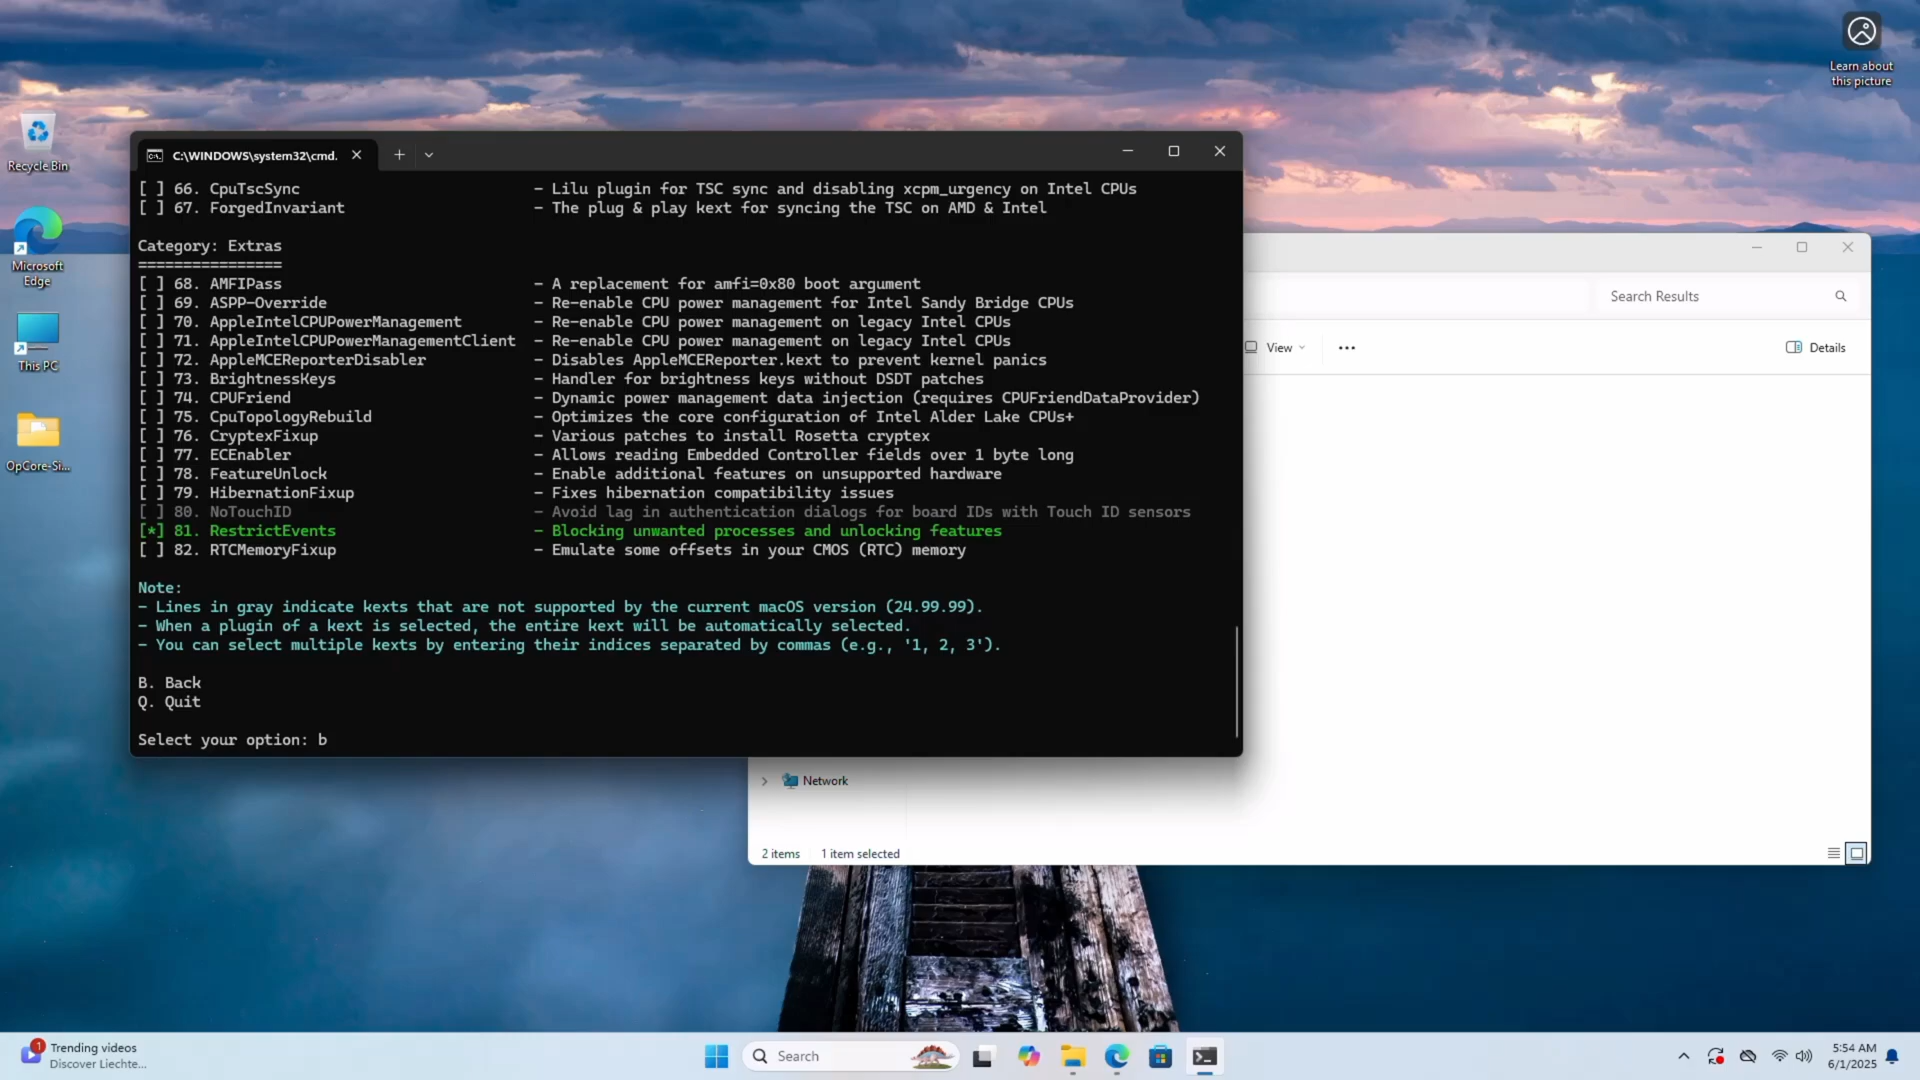 Learn about
this picture
Recycle Bin
Microsoft
Edge
This PC
OpCore-Si...
C:\WINDOWS\system32\cmd.
[ ] 66. CpuTscSync - Lilu plugin for TSC sync and disabling xcpm_urgency on Intel CPUs
[ ] 67. ForgedInvariant - The plug & play kext for syncing the TSC on AMD & Intel
Category: Extras
================
[ ] 68. AMFIPass - A replacement for amfi=0x80 boot argument
[ ] 69. ASPP-Override - Re-enable CPU power management for Intel Sandy Bridge CPUs
[ ] 70. AppleIntelCPUPowerManagement - Re-enable CPU power management on legacy Intel CPUs
[ ] 71. AppleIntelCPUPowerManagementClient - Re-enable CPU power management on legacy Intel CPUs
[ ] 72. AppleMCEReporterDisabler - Disables AppleMCEReporter.kext to prevent kernel panics
[ ] 73. BrightnessKeys - Handler for brightness keys without DSDT patches
[ ] 74. CPUFriend - Dynamic power management data injection (requires CPUFriendDataProvider)
[ ] 75. CpuTopologyRebuild - Optimizes the core configuration of Intel Alder Lake CPUs+
[ ] 76. CryptexFixup - Various patches to install Rosetta cryptex
[ ] 77. ECEnabler - Allows reading Embedded Controller fields over 1 byte long
[ ] 78. FeatureUnlock - Enable additional features on unsupported hardware
[ ] 79. HibernationFixup - Fixes hibernation compatibility issues
[ ] 80. NoTouchID - Avoid lag in authentication dialogs for board IDs with Touch ID sensors
[*] 81. RestrictEvents - Blocking unwanted processes and unlocking features
[ ] 82. RTCMemoryFixup - Emulate some offsets in your CMOS (RTC) memory
Note:
- Lines in gray indicate kexts that are not supported by the current macOS version (24.99.99).
- When a plugin of a kext is selected, the entire kext will be automatically selected.
- You can select multiple kexts by entering their indices separated by commas (e.g., '1, 2, 3').
B. Back
Q. Quit
Select your option: b
Search Results
View
Details
Network
2 items 1 item selected
1
Trending videos
Discover Liechte...
Search
5:54 AM
6/1/2025